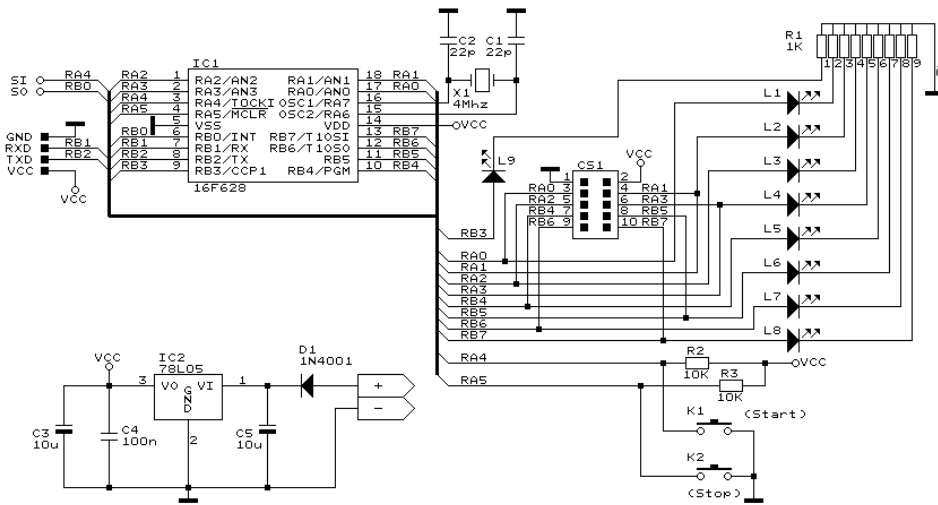 C2 C1
22p 22p
R1
1K
1 2 3 4 5 6 7 8 9
IC1
SI RA4 RA2 1 RA2/AN2 RA1/AN1 18 RA1
SO RB0 RA3 2 RA3/AN3 RA0/AN0 17 RA0
RA4 3 RA4/TOCKI OSC1/RA7 16
RA5 4 RA5/MCLR OSC2/RA6 15
5 VSS VDD 14 VCC
RB0 6 RB0/INT RB7/T1OSI 13 RB7
RB1 7 RB1/RX RB6/T1OSO 12 RB6
RB2 8 RB2/TX RB5 11 RB5
RB3 9 RB3/CCP1 RB4/PGM 10 RB4
16F628
X1
4Mhz
GND
RXD RB1
TXD RB2
VCC
VCC
L9
CS1
VCC
1 2
RA0 3 4 RA1
RA2 5 6 RA3
RB4 7 8 RB5
RB6 9 10 RB7
L1
L2
L3
L4
L5
L6
L7
L8
RB3
RA0
RA1
RA2
RA3
RB4
RB5
RB6
RB7
RA4
RA5
R2
10K
VCC
R3
10K
K1 (Start)
K2
(Stop)
VCC
IC2
78L05
3 VO VI 1
GND
2
D1
1N4001
+
−
C3
10u
C4
100n
C5
10u